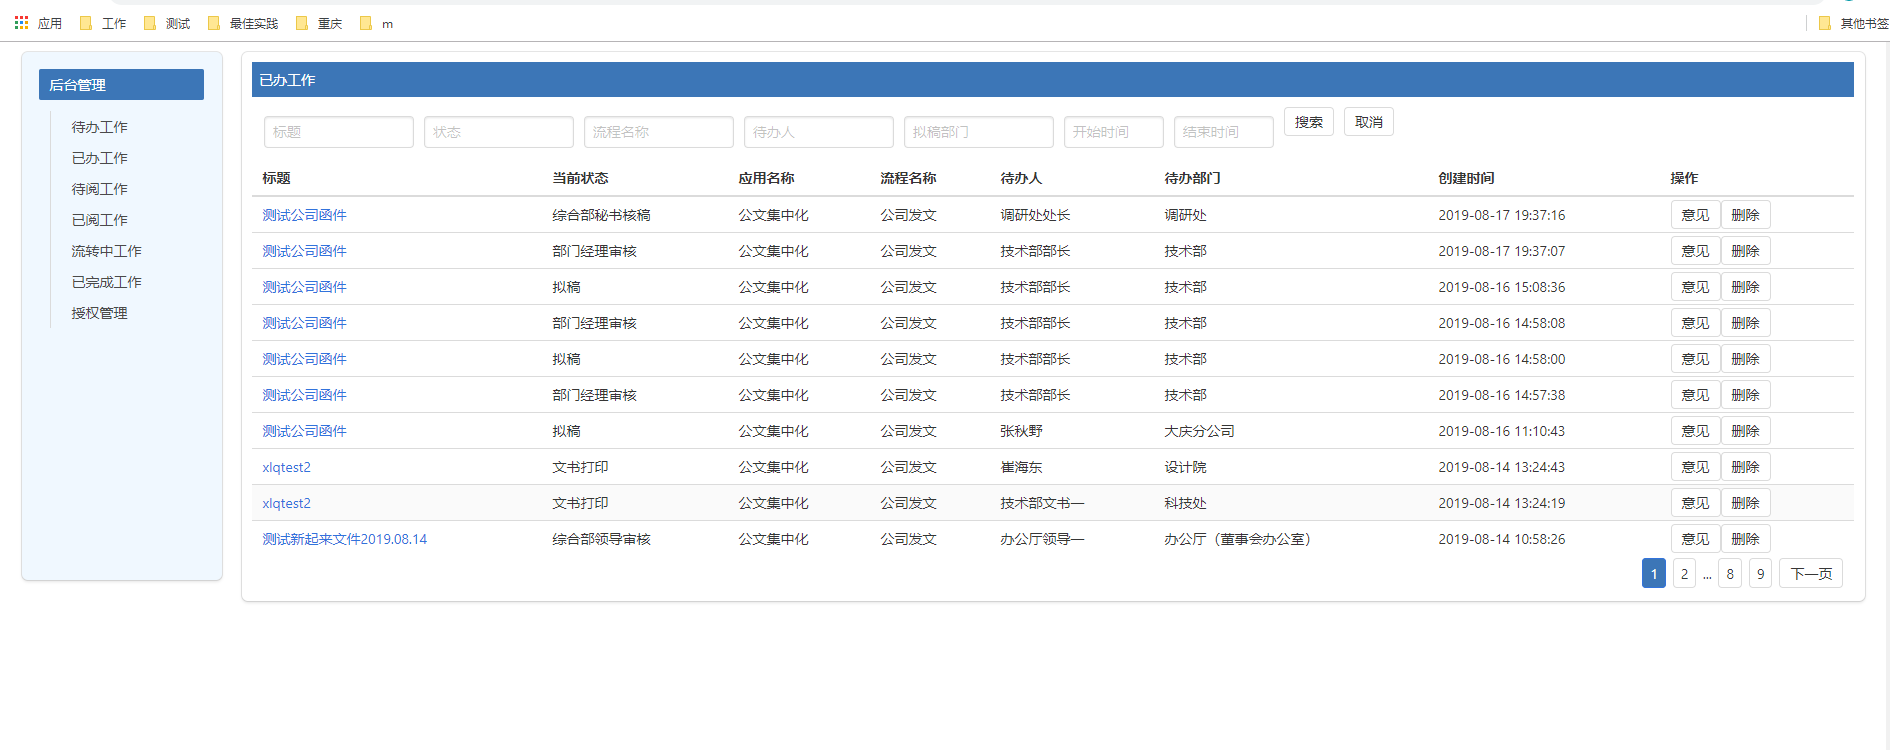 应用 工作 测试 最佳实践 重庆 m 其他书签
后台管理
待办工作
已办工作
待阅工作
已阅工作
流转中工作
已完成工作
授权管理
已办工作
标题 状态 流程名称 待办人 拟稿部门 开始时间 结束时间 搜索 取消
标题 当前状态 应用名称 流程名称 待办人 待办部门 创建时间 操作
测试公司函件 综合部秘书核稿 公文集中化 公司发文 调研处处长 调研处 2019-08-17 19:37:16 意见 删除
测试公司函件 部门经理审核 公文集中化 公司发文 技术部部长 技术部 2019-08-17 19:37:07 意见 删除
测试公司函件 拟稿 公文集中化 公司发文 技术部部长 技术部 2019-08-16 15:08:36 意见 删除
测试公司函件 部门经理审核 公文集中化 公司发文 技术部部长 技术部 2019-08-16 14:58:08 意见 删除
测试公司函件 拟稿 公文集中化 公司发文 技术部部长 技术部 2019-08-16 14:58:00 意见 删除
测试公司函件 部门经理审核 公文集中化 公司发文 技术部部长 技术部 2019-08-16 14:57:38 意见 删除
测试公司函件 拟稿 公文集中化 公司发文 张秋野 大庆分公司 2019-08-16 11:10:43 意见 删除
xlqtest2 文书打印 公文集中化 公司发文 崔海东 设计院 2019-08-14 13:24:43 意见 删除
xlqtest2 文书打印 公文集中化 公司发文 技术部文书一 科技处 2019-08-14 13:24:19 意见 删除
测试新起来文件2019.08.14 综合部领导审核 公文集中化 公司发文 办公厅领导一 办公厅（董事会办公室） 2019-08-14 10:58:26 意见 删除
1 2 ... 8 9 下一页